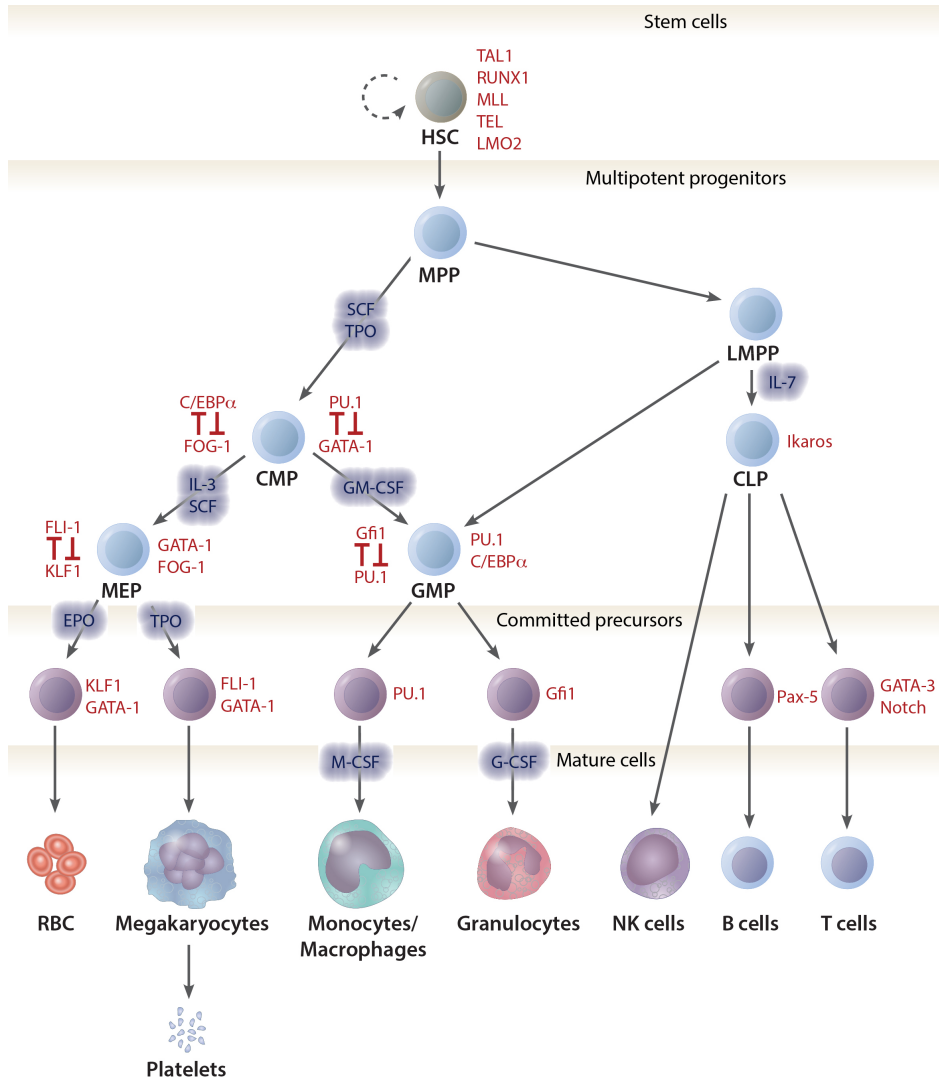 Stem cells
TAL1
RUNX1
MLL
TEL
LMO2
HSC
Multipotent progenitors
MPP
SCF
TPO
LMPP
IL-7
C/EBPα
FOG-1
PU.1
GATA-1
CMP
Ikaros
CLP
IL-3
SCF
GM-CSF
FLI-1
KLF1
GATA-1
FOG-1
MEP
Gfi1
PU.1
PU.1
C/EBPα
GMP
Committed precursors
EPO
TPO
KLF1
GATA-1
FLI-1
GATA-1
PU.1
Gfi1
Pax-5
GATA-3
Notch
Mature cells
M-CSF
G-CSF
RBC
Megakaryocytes
Monocytes/
Macrophages
Granulocytes
NK cells
B cells
T cells
Platelets